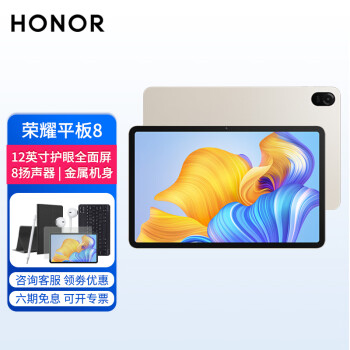 HONOR
荣耀平板8
12英寸护眼全面屏
8扬声器 | 金属机身
咨询客服 领券优惠
六期免息 可开专票